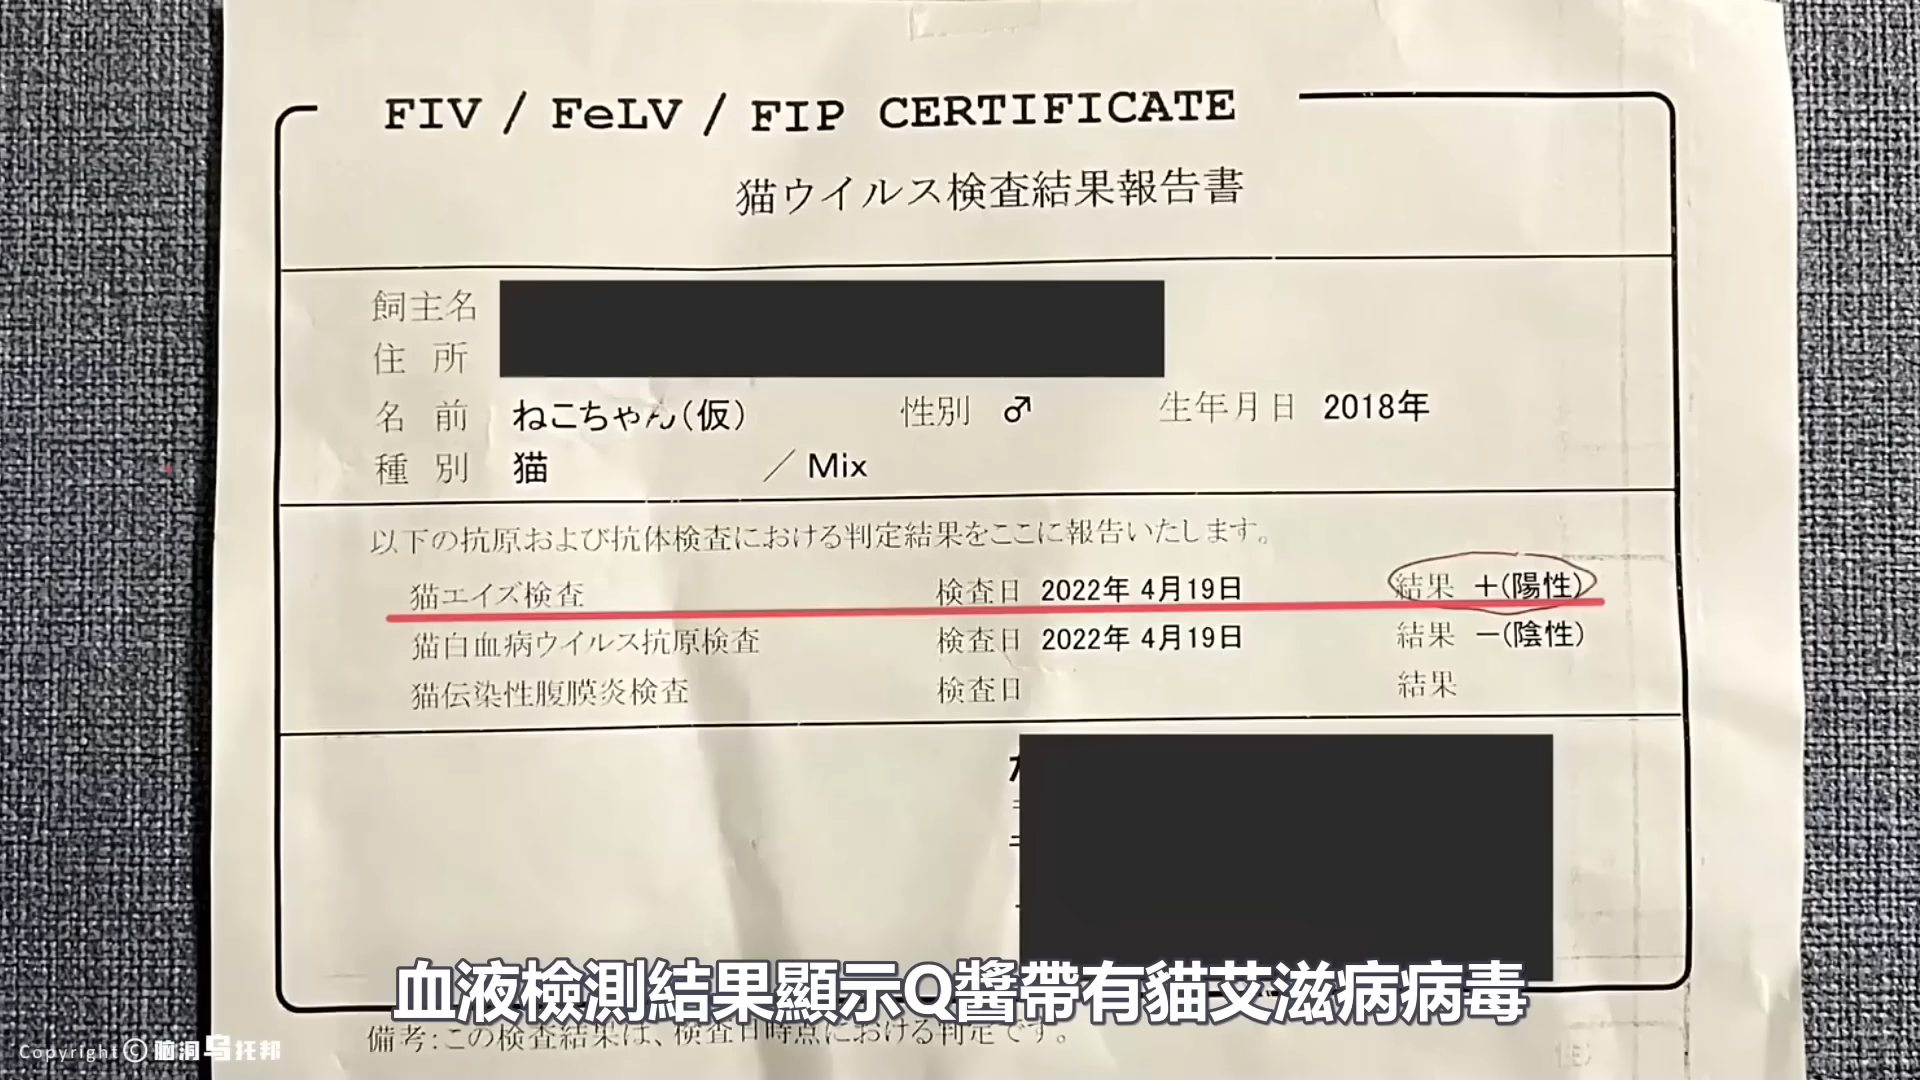 FIV / FeLV / FIP CERTIFICATE
猫ウイルス検査結果報告書
飼主名
住 所
名 前 ねこちゃん(仮) 性別 ♂ 生年月日 2018年
種 別 猫 ／ Mix
以下の抗原および抗体検査における判定結果をここに報告いたします。
猫エイズ検査 検査日 2022年 4月19日 結果 +(陽性)
猫白血病ウイルス抗原検査 検査日 2022年 4月19日 結果 −(陰性)
猫伝染性腹膜炎検査 検査日 結果
血液檢測結果顯示Q醬帶有貓艾滋病病毒
備考:この検査結果は、検査日時点における判定です。
Copyright © 脑洞乌托邦